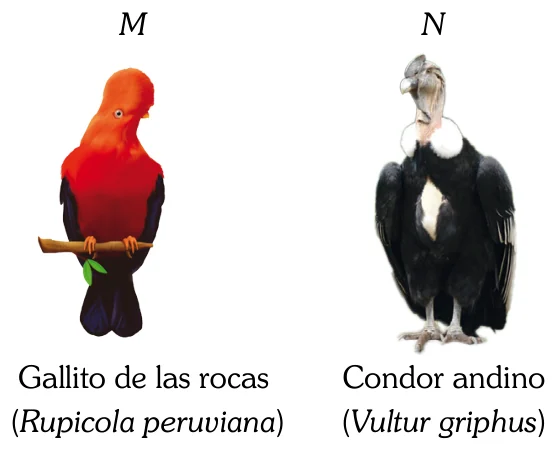 M
N
Gallito de las rocas
(Rupicola peruviana)
Condor andino
(Vultur griphus)